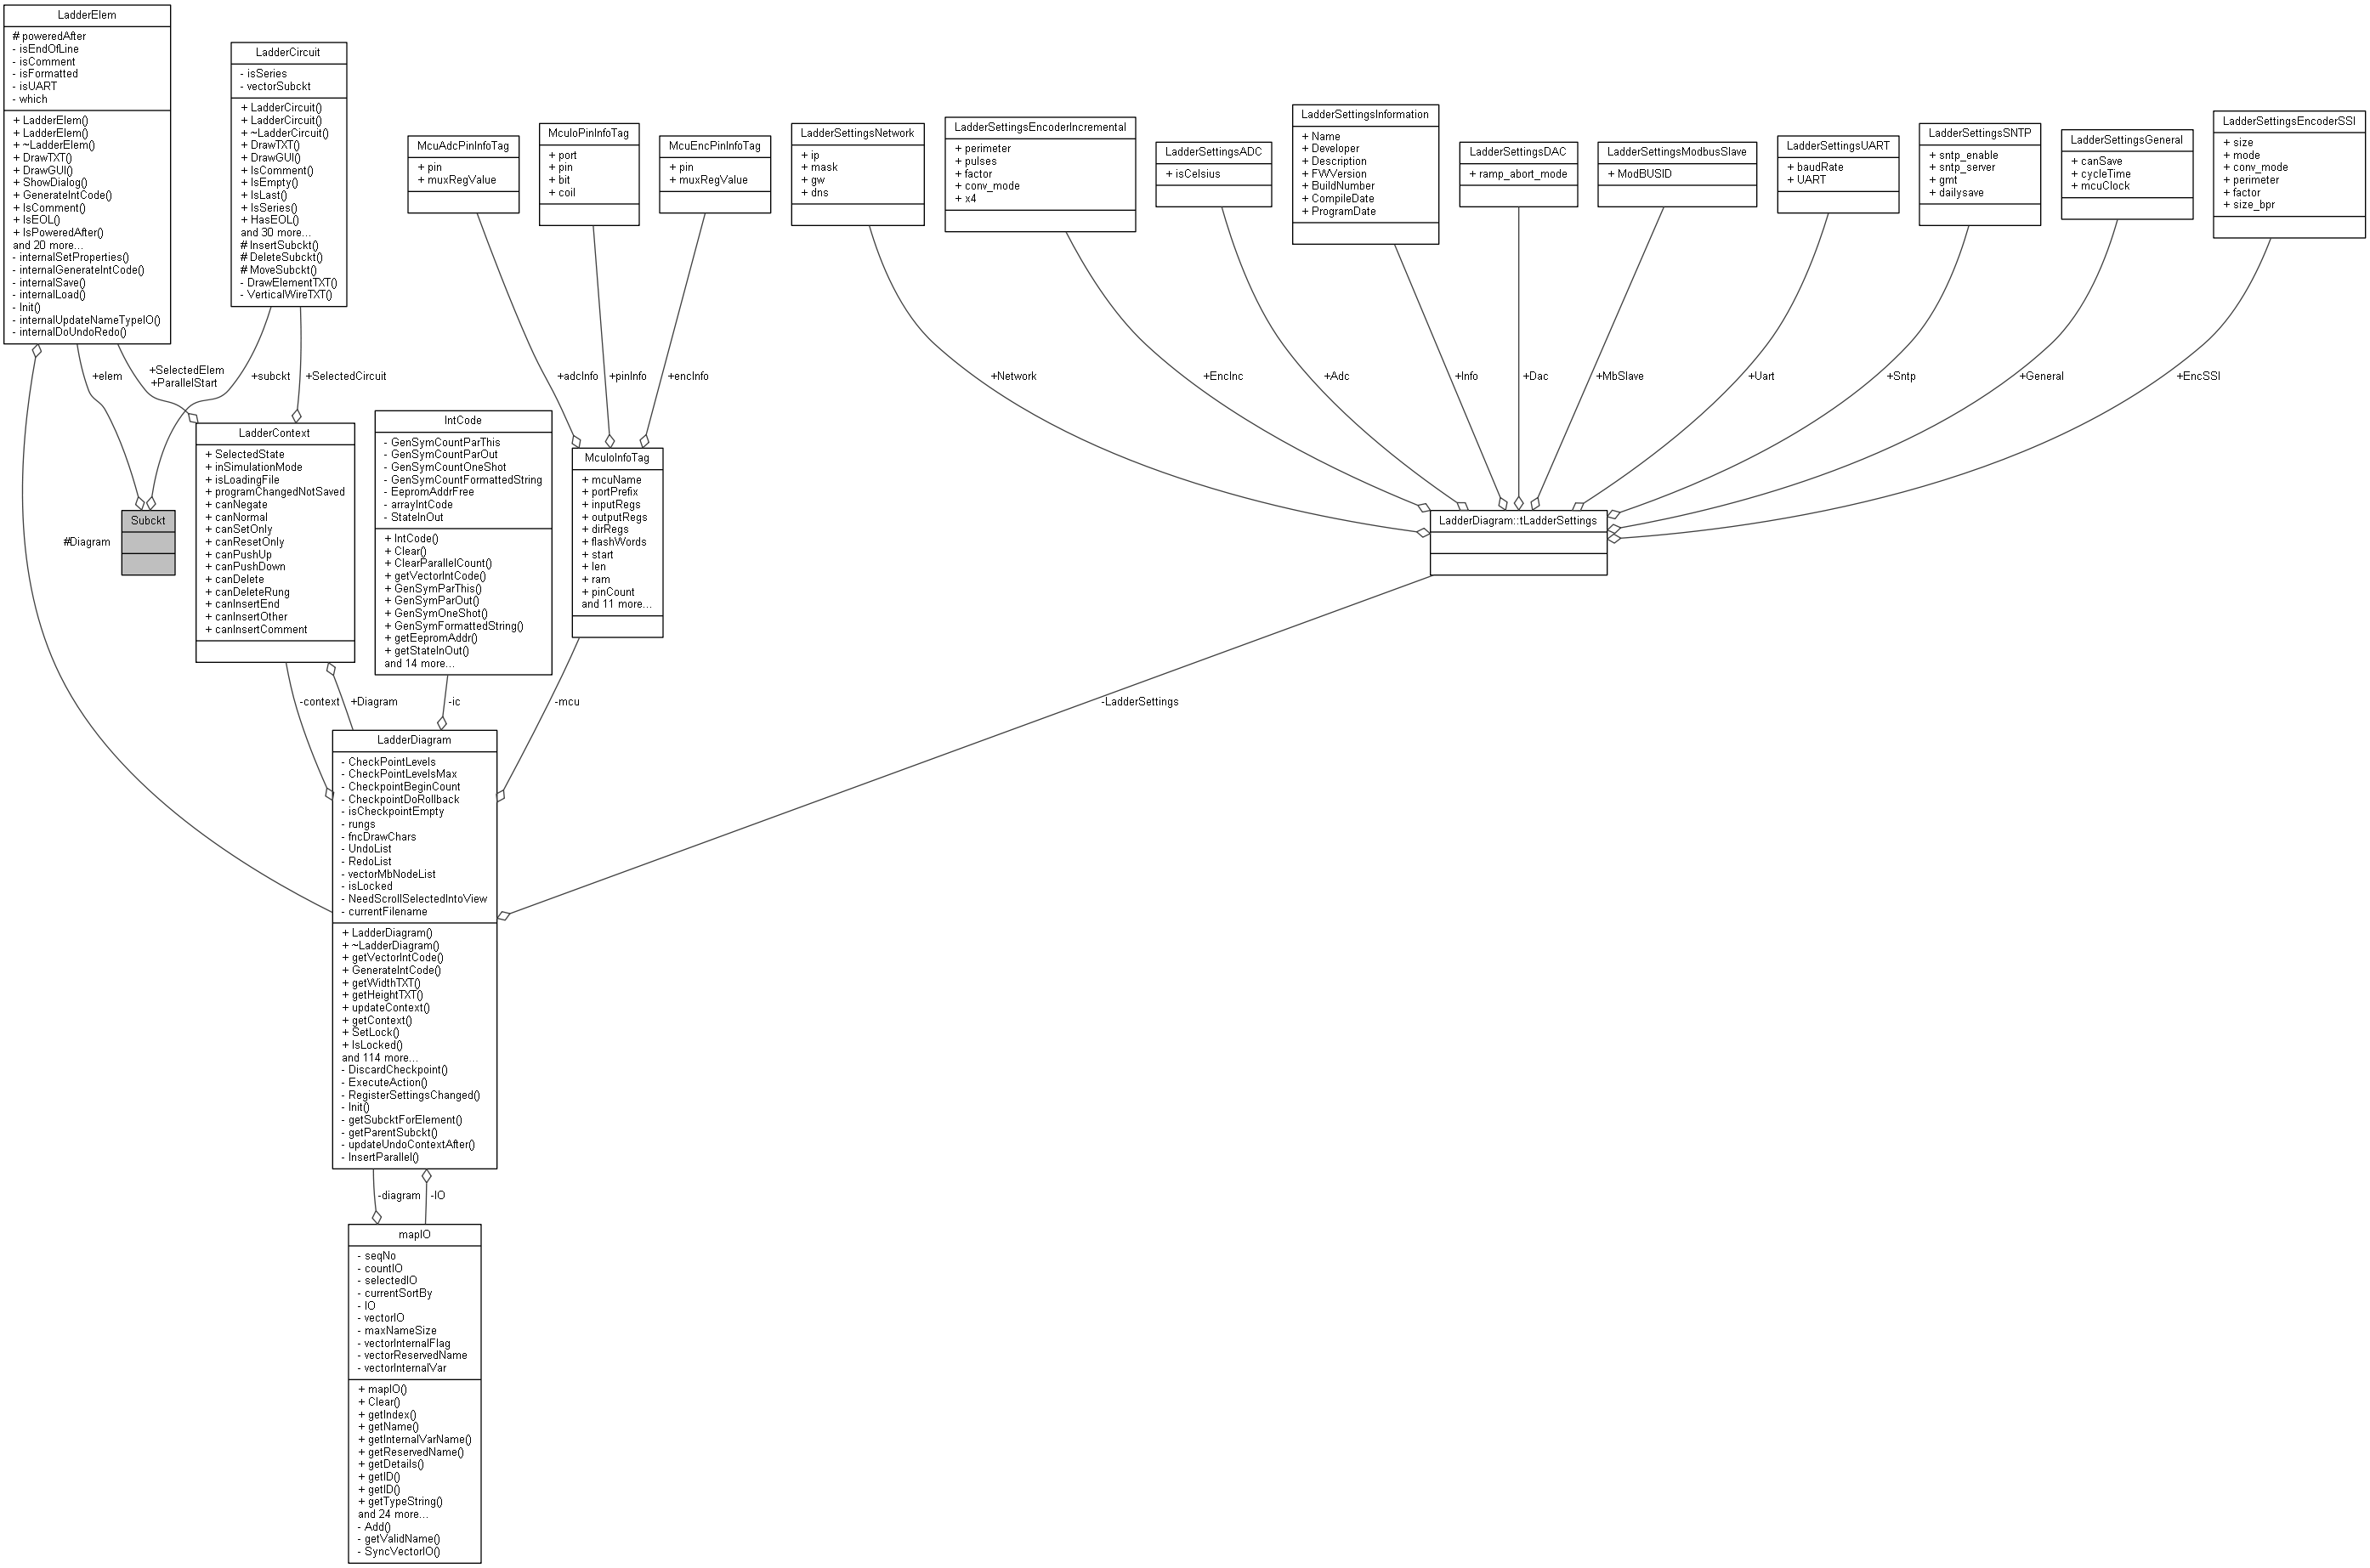 LadderElem
# poweredAfter
- isEndOfLine
- isComment
- isFormatted
- isUART
- which
+ LadderElem()
+ LadderElem()
+ ~LadderElem()
+ DrawTXT()
+ DrawGUI()
+ ShowDialog()
+ GenerateIntCode()
+ IsComment()
+ IsEOL()
+ IsPoweredAfter()
and 20 more...
- internalSetProperties()
- internalGenerateIntCode()
- internalSave()
- internalLoad()
- Init()
- internalUpdateNameTypeIO()
- internalDoUndoRedo()
LadderCircuit
- isSeries
- vectorSubckt
+ LadderCircuit()
+ LadderCircuit()
+ ~LadderCircuit()
+ DrawTXT()
+ DrawGUI()
+ IsComment()
+ IsEmpty()
+ IsLast()
+ IsSeries()
+ HasEOL()
and 30 more...
# InsertSubckt()
# DeleteSubckt()
# MoveSubckt()
- DrawElementTXT()
- VerticalWireTXT()
McuAdcPinInfoTag
+ pin
+ muxRegValue
McuIoPinInfoTag
+ port
+ pin
+ bit
+ coil
McuEncPinInfoTag
+ pin
+ muxRegValue
LadderSettingsNetwork
+ ip
+ mask
+ gw
+ dns
LadderSettingsEncoderIncremental
+ perimeter
+ pulses
+ factor
+ conv_mode
+ x4
LadderSettingsADC
+ isCelsius
LadderSettingsInformation
+ Name
+ Developer
+ Description
+ FWVersion
+ BuildNumber
+ CompileDate
+ ProgramDate
LadderSettingsDAC
+ ramp_abort_mode
LadderSettingsModbusSlave
+ ModBUSID
LadderSettingsUART
+ baudRate
+ UART
LadderSettingsSNTP
+ sntp_enable
+ sntp_server
+ gmt
+ dailysave
LadderSettingsGeneral
+ canSave
+ cycleTime
+ mcuClock
LadderSettingsEncoderSSI
+ size
+ mode
+ conv_mode
+ perimeter
+ factor
+ size_bpr
+elem
+SelectedElem
+ParallelStart
+subckt
+SelectedCircuit
+adcInfo
+pinInfo
+encInfo
+Network
+EncInc
+Adc
+Info
+Dac
+MbSlave
+Uart
+Sntp
+General
+EncSSI
#Diagram
Subckt
LadderContext
+ SelectedState
+ inSimulationMode
+ isLoadingFile
+ programChangedNotSaved
+ canNegate
+ canNormal
+ canSetOnly
+ canResetOnly
+ canPushUp
+ canPushDown
+ canDelete
+ canDeleteRung
+ canInsertEnd
+ canInsertOther
+ canInsertComment
IntCode
- GenSymCountParThis
- GenSymCountParOut
- GenSymCountOneShot
- GenSymCountFormattedString
- EepromAddrFree
- arrayIntCode
- StateInOut
+ IntCode()
+ Clear()
+ ClearParallelCount()
+ getVectorIntCode()
+ GenSymParThis()
+ GenSymParOut()
+ GenSymOneShot()
+ GenSymFormattedString()
+ getEepromAddr()
+ getStateInOut()
and 14 more...
McuIoInfoTag
+ mcuName
+ portPrefix
+ inputRegs
+ outputRegs
+ dirRegs
+ flashWords
+ start
+ len
+ ram
+ pinCount
and 11 more...
LadderDiagram::tLadderSettings
-context
+Diagram
-ic
-mcu
-LadderSettings
LadderDiagram
- CheckPointLevels
- CheckPointLevelsMax
- CheckpointBeginCount
- CheckpointDoRollback
- isCheckpointEmpty
- rungs
- fncDrawChars
- UndoList
- RedoList
- vectorMbNodeList
- isLocked
- NeedScrollSelectedIntoView
- currentFilename
+ LadderDiagram()
+ ~LadderDiagram()
+ getVectorIntCode()
+ GenerateIntCode()
+ getWidthTXT()
+ getHeightTXT()
+ updateContext()
+ getContext()
+ SetLock()
+ IsLocked()
and 114 more...
- DiscardCheckpoint()
- ExecuteAction()
- RegisterSettingsChanged()
- Init()
- getSubcktForElement()
- getParentSubckt()
- updateUndoContextAfter()
- InsertParallel()
-diagram
-IO
mapIO
- seqNo
- countIO
- selectedIO
- currentSortBy
- IO
- vectorIO
- maxNameSize
- vectorInternalFlag
- vectorReservedName
- vectorInternalVar
+ mapIO()
+ Clear()
+ getIndex()
+ getName()
+ getInternalVarName()
+ getReservedName()
+ getDetails()
+ getID()
+ getID()
+ getTypeString()
and 24 more...
- Add()
- getValidName()
- SyncVectorIO()